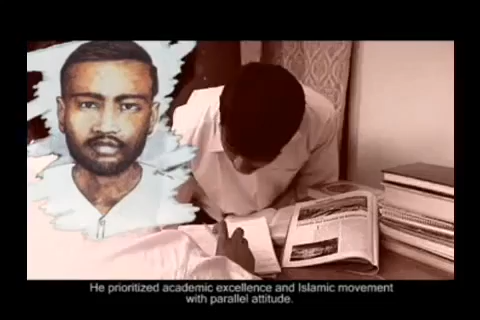 He prioritized academic excellence and Islamic movement
with parallel attitude.